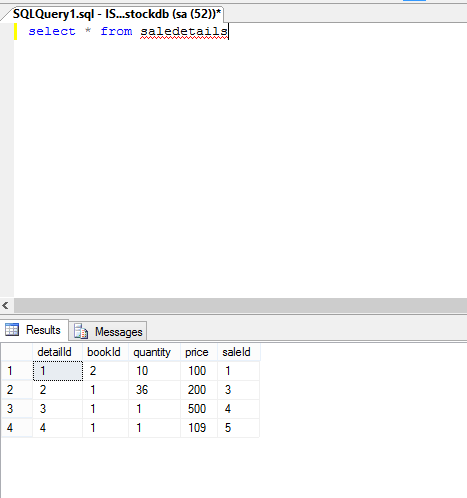 SQLQuery1.sql - IS...stockdb (sa (52))*
select * from saledetails
Results Messages
detailId bookId quantity price saleId
1 1 2 10 100 1
2 2 1 36 200 3
3 3 1 1 500 4
4 4 1 1 109 5